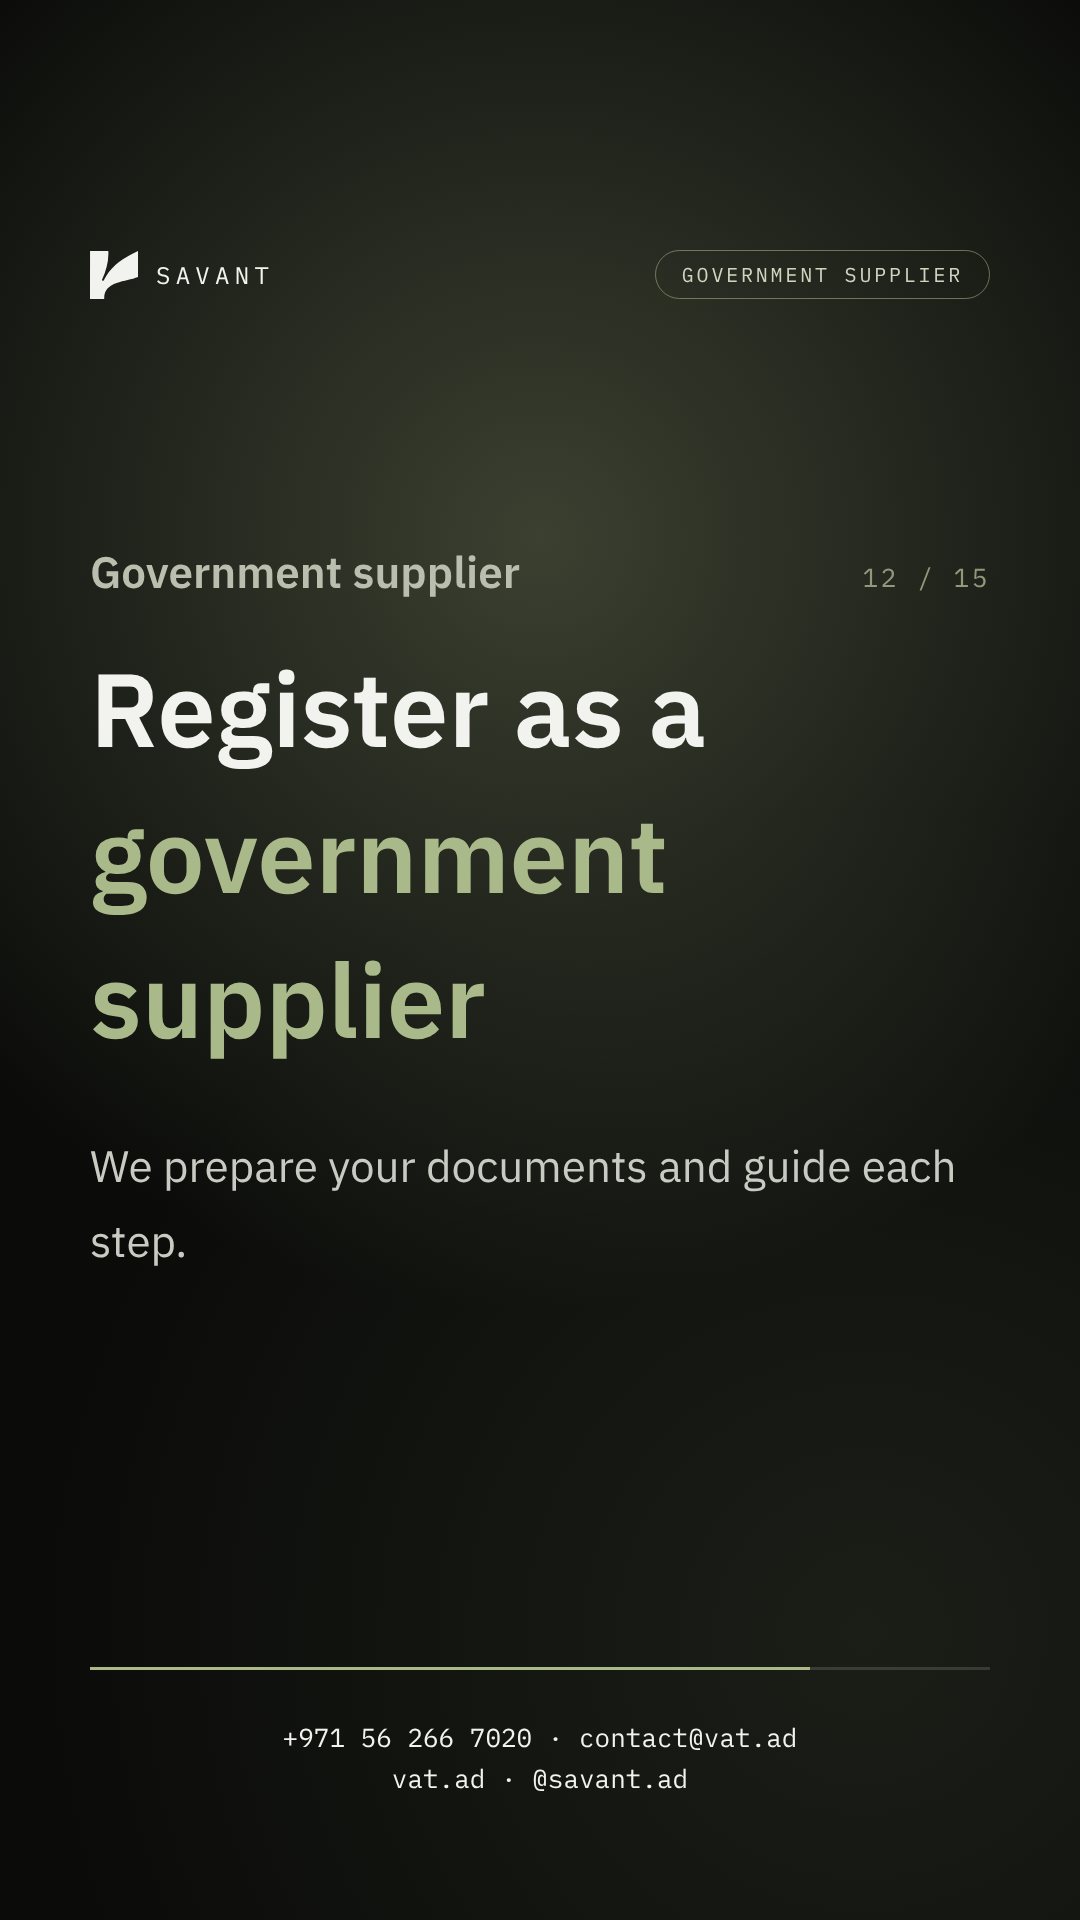 SAVANT
GOVERNMENT SUPPLIER
Government supplier
12 / 15
Register as a
government
supplier
We prepare your documents and guide each
step.
+971 56 266 7020 · contact@vat.ad
vat.ad · @savant.ad